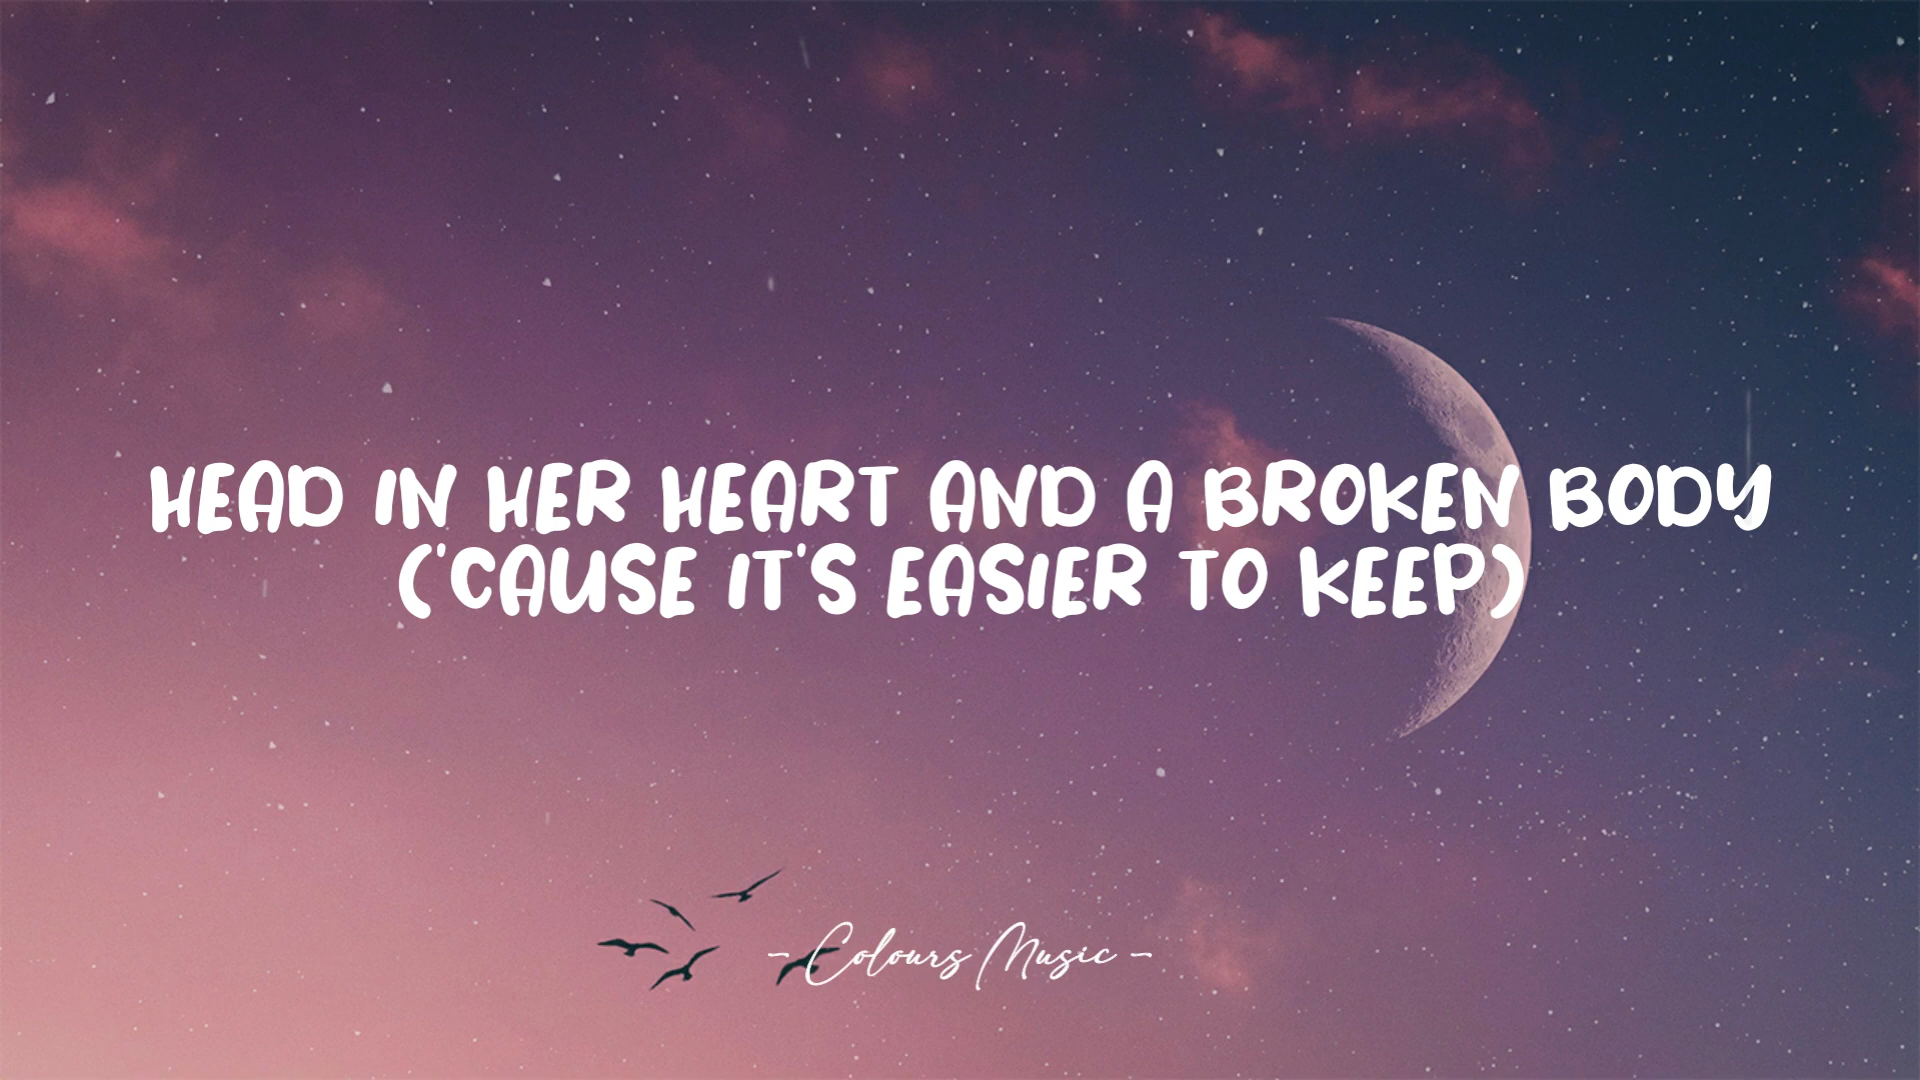 HEAD IN HER HEART AND A BROKEN BODY
('CAUSE IT'S EASIER TO KEEP)
- Colours Music -